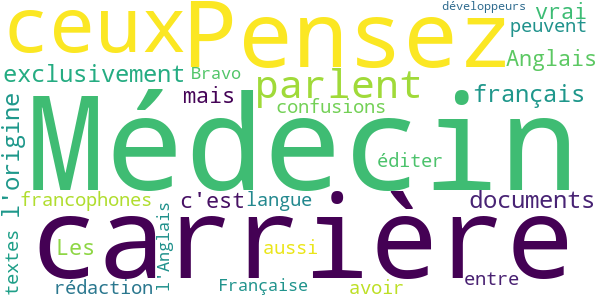 ceux
Pensez
développeurs
vrai
peuvent
Anglais
exclusivement
Bravo
parlent
mais
confusions
français
Médecin
l'origine
éditer
francophones
c'est
langue
documents
carrière
textes
Les
l'Anglais
aussi
entre
rédaction
Française
avoir